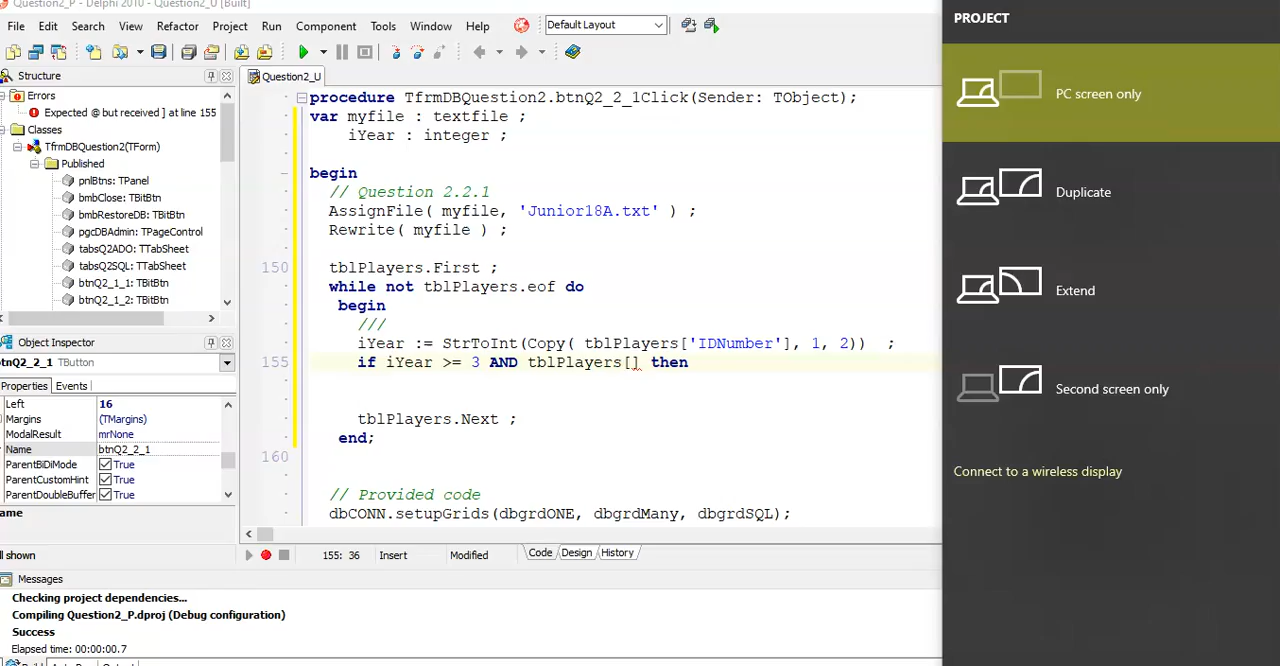 Question2_P - Delphi 2010 - Question2_U [Built]
File Edit Search View Refactor Project Run Component Tools Window Help Default Layout
Structure
Errors
Expected @ but received ] at line 155
Classes
TfrmDBQuestion2(TForm)
Published
pnlBtns: TPanel
bmbClose: TBitBtn
bmbRestoreDB: TBitBtn
pgcDBAdmin: TPageControl
tabsQ2ADO: TTabSheet
tabsQ2SQL: TTabSheet
btnQ2_1_1: TBitBtn
btnQ2_1_2: TBitBtn
Object Inspector
btnQ2_2_1 TButton
Properties Events
Left 16
Margins (TMargins)
ModalResult mrNone
Name btnQ2_2_1
ParentBiDiMode True
ParentCustomHint True
ParentDoubleBuffer True
ame
ll shown
Question2_U
procedure TfrmDBQuestion2.btnQ2_2_1Click(Sender: TObject);
var myfile : textfile ;
iYear : integer ;
begin
// Question 2.2.1
AssignFile( myfile, 'Junior18A.txt' ) ;
Rewrite( myfile ) ;
150 tblPlayers.First ;
while not tblPlayers.eof do
begin
///
iYear := StrToInt(Copy( tblPlayers['IDNumber'], 1, 2)) ;
155 if iYear >= 3 AND tblPlayers[] then
tblPlayers.Next ;
end;
160
// Provided code
dbCONN.setupGrids(dbgrdONE, dbgrdMany, dbgrdSQL);
155: 36 Insert Modified Code Design History
Messages
Checking project dependencies...
Compiling Question2_P.dproj (Debug configuration)
Success
Elapsed time: 00:00:00.7
PROJECT
PC screen only
Duplicate
Extend
Second screen only
Connect to a wireless display